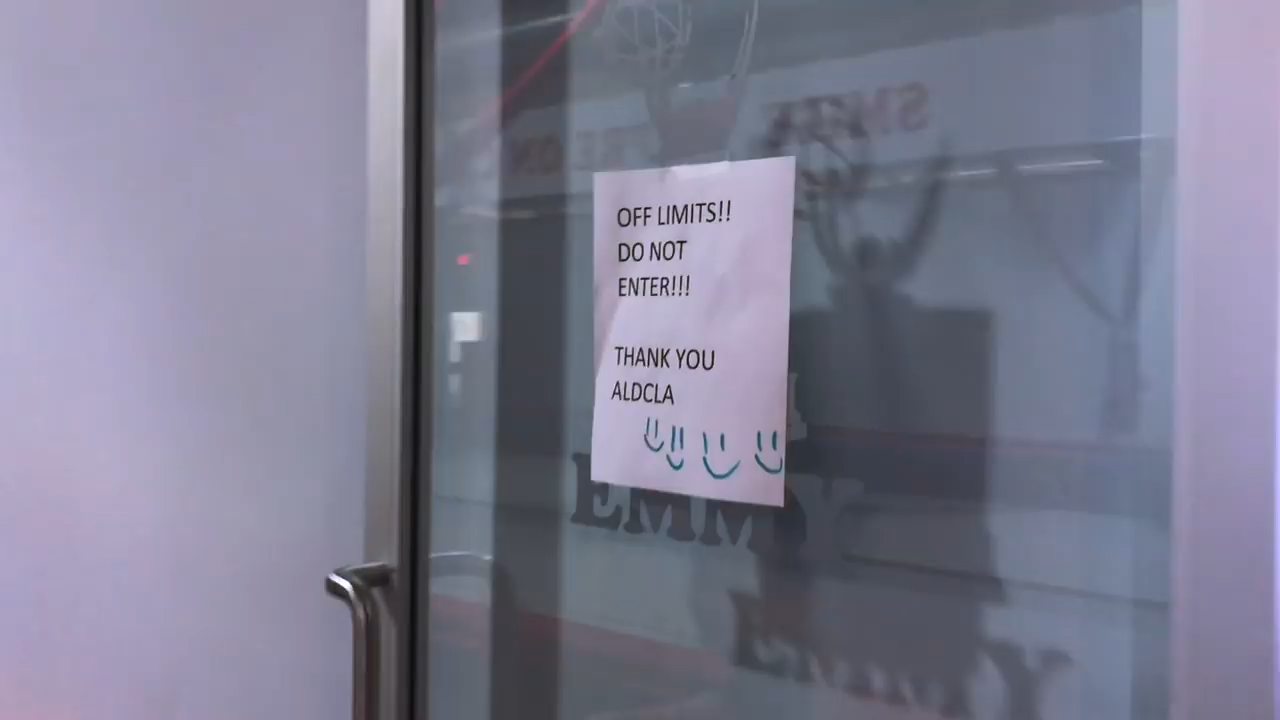 OFF LIMITS!!
DO NOT
ENTER!!!
THANK YOU
ALDCLA
EMMY